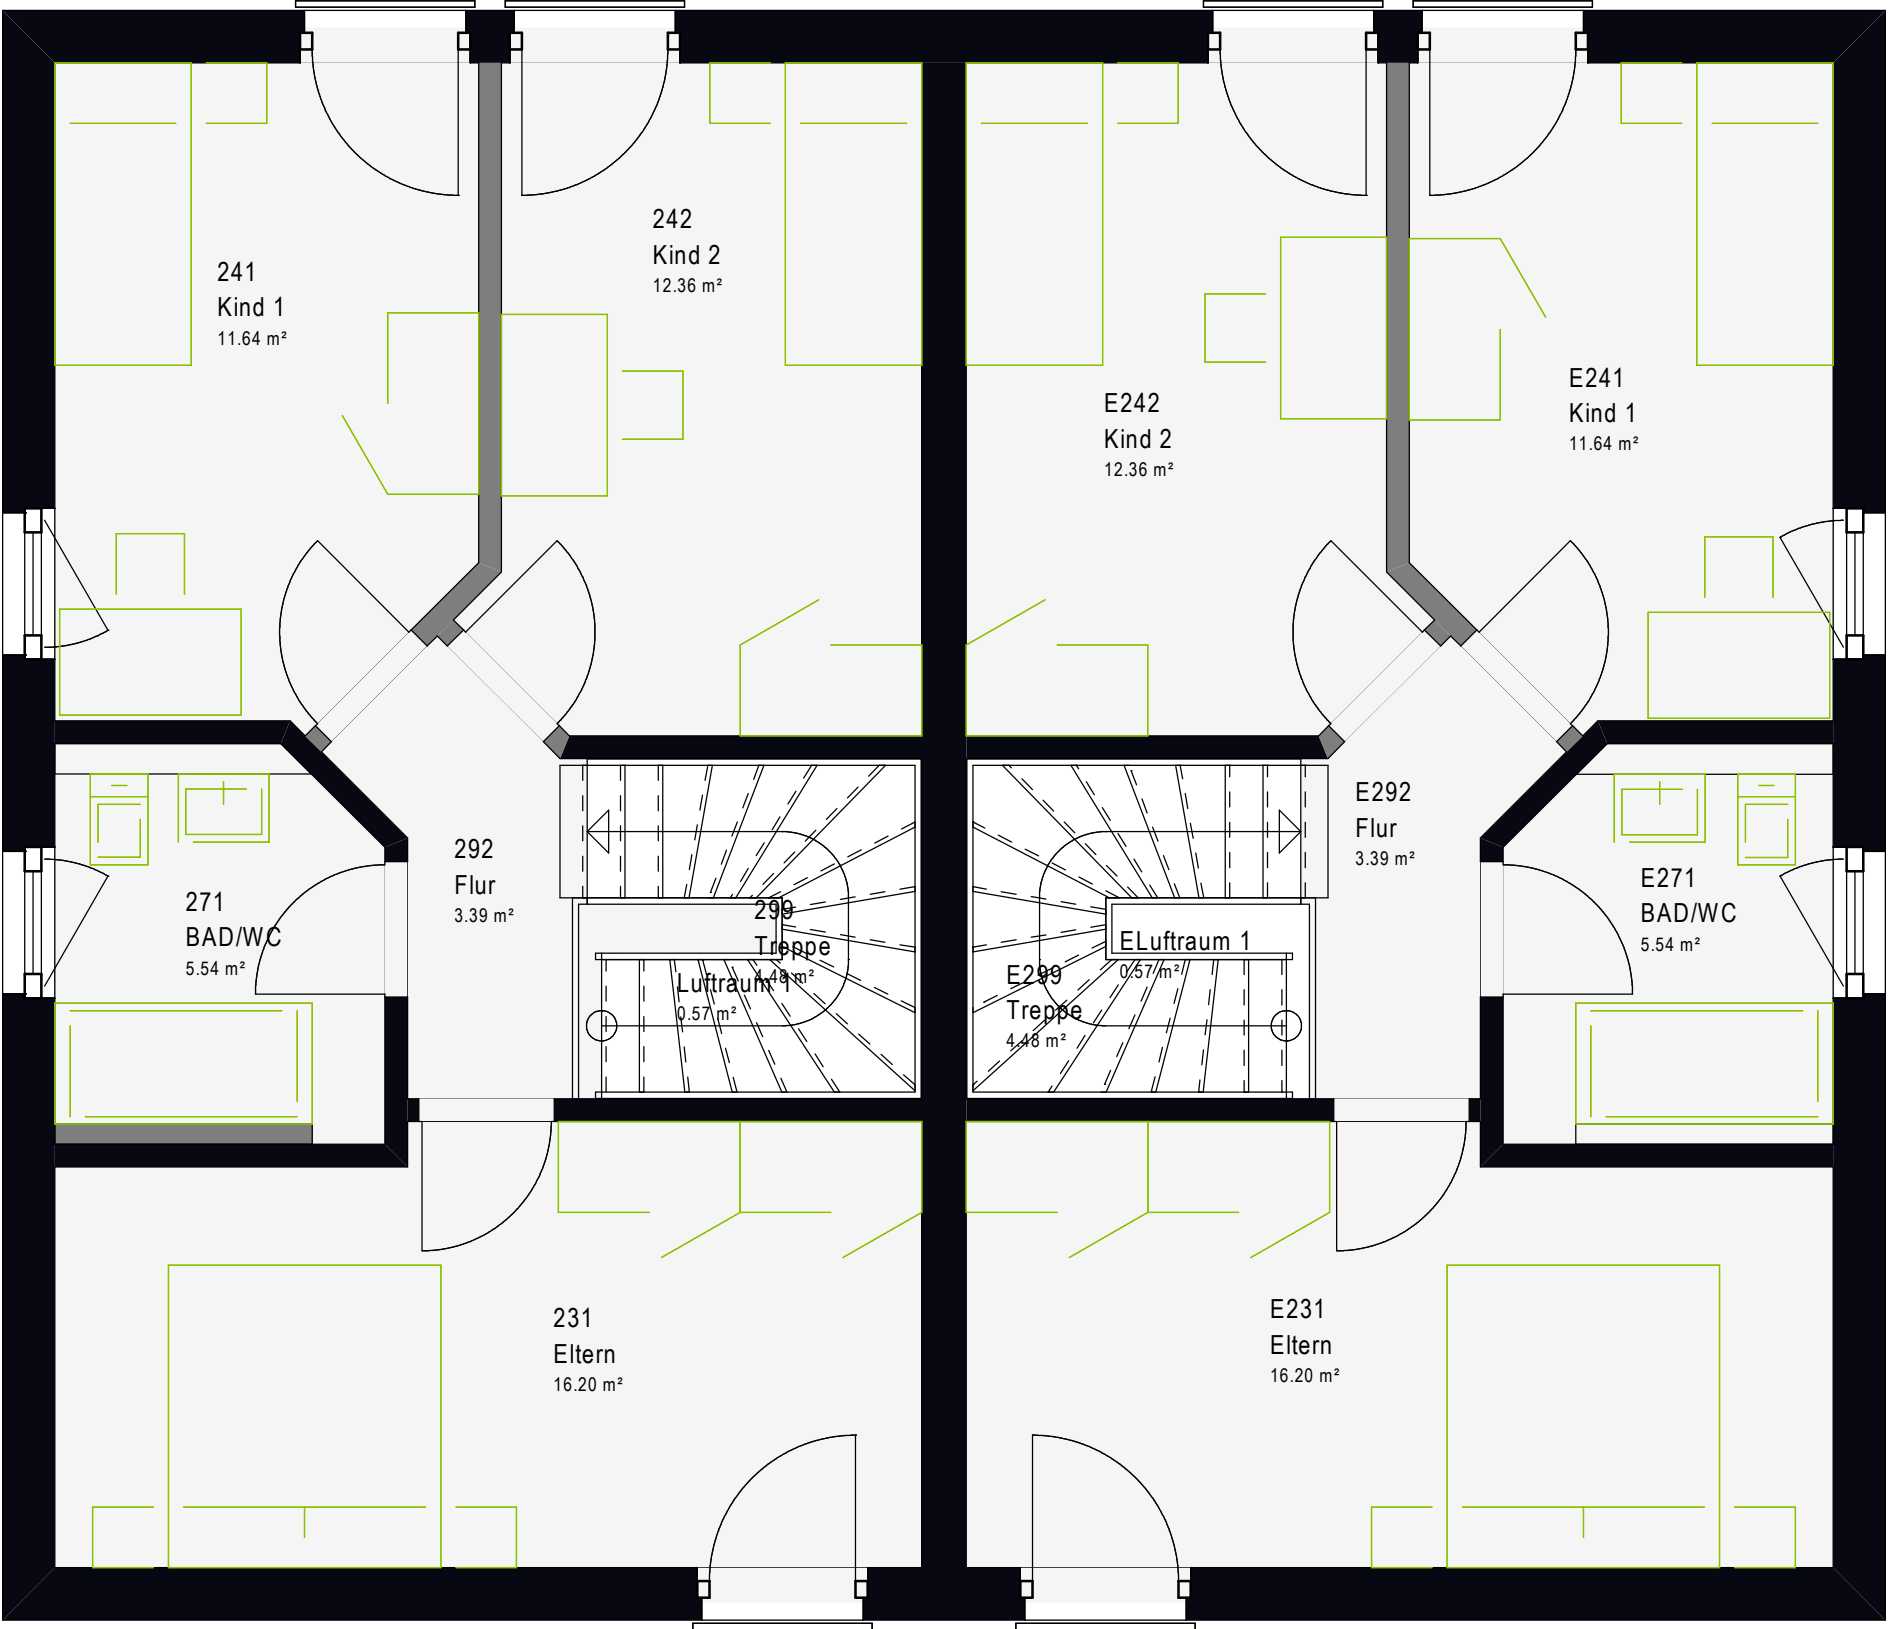 241
Kind 1
11.64 m²
242
Kind 2
12.36 m²
E242
Kind 2
12.36 m²
E241
Kind 1
11.64 m²
271
BAD/WC
5.54 m²
292
Flur
3.39 m²
299
Treppe
4.48 m²
Luftraum 1
0.57 m²
E299
Treppe
4.48 m²
ELuftraum 1
0.57 m²
E292
Flur
3.39 m²
E271
BAD/WC
5.54 m²
231
Eltern
16.20 m²
E231
Eltern
16.20 m²